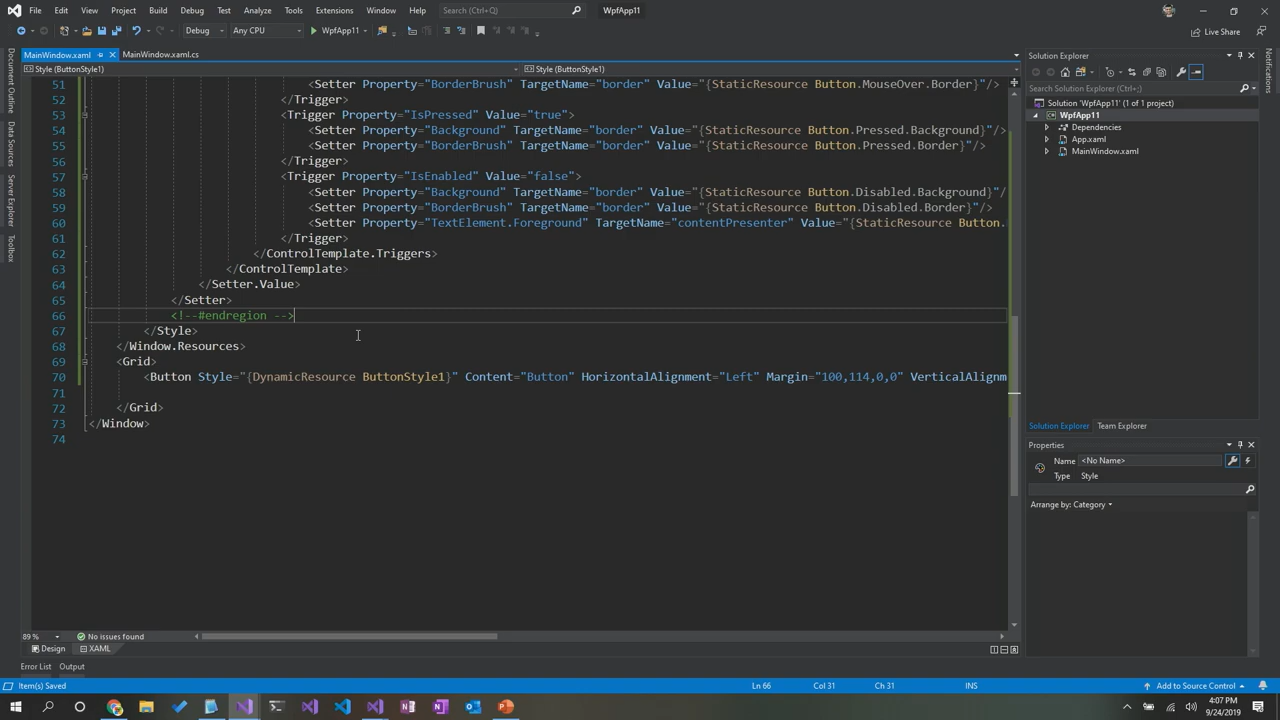 File Edit View Project Build Debug Test Analyze Tools Extensions Window Help Search (Ctrl+Q) WpfApp11
Debug Any CPU WpfApp11 Live Share
MainWindow.xaml MainWindow.xaml.cs
Style (ButtonStyle1) Style (ButtonStyle1)
Document Outline
Data Sources
Server Explorer
Toolbox
51 <Setter Property="BorderBrush" TargetName="border" Value="{StaticResource Button.MouseOver.Border}"/>
52 </Trigger>
53 <Trigger Property="IsPressed" Value="true">
54 <Setter Property="Background" TargetName="border" Value="{StaticResource Button.Pressed.Background}"/>
55 <Setter Property="BorderBrush" TargetName="border" Value="{StaticResource Button.Pressed.Border}"/>
56 </Trigger>
57 <Trigger Property="IsEnabled" Value="false">
58 <Setter Property="Background" TargetName="border" Value="{StaticResource Button.Disabled.Background}"/
59 <Setter Property="BorderBrush" TargetName="border" Value="{StaticResource Button.Disabled.Border}"/>
60 <Setter Property="TextElement.Foreground" TargetName="contentPresenter" Value="{StaticResource Button.
61 </Trigger>
62 </ControlTemplate.Triggers>
63 </ControlTemplate>
64 </Setter.Value>
65 </Setter>
66 <!--#endregion -->
67 </Style>
68 </Window.Resources>
69 <Grid>
70 <Button Style="{DynamicResource ButtonStyle1}" Content="Button" HorizontalAlignment="Left" Margin="100,114,0,0" VerticalAlignm
71
72 </Grid>
73 </Window>
74
89 % No issues found
Design XAML
Error List Output
Solution Explorer
Search Solution Explorer (Ctrl+;)
Solution 'WpfApp11' (1 of 1 project)
WpfApp11
Dependencies
App.xaml
MainWindow.xaml
Solution Explorer Team Explorer
Properties
Name <No Name>
Type Style
Arrange by: Category
Notifications
Item(s) Saved Ln 66 Col 31 Ch 31 INS Add to Source Control
4:07 PM
9/24/2019